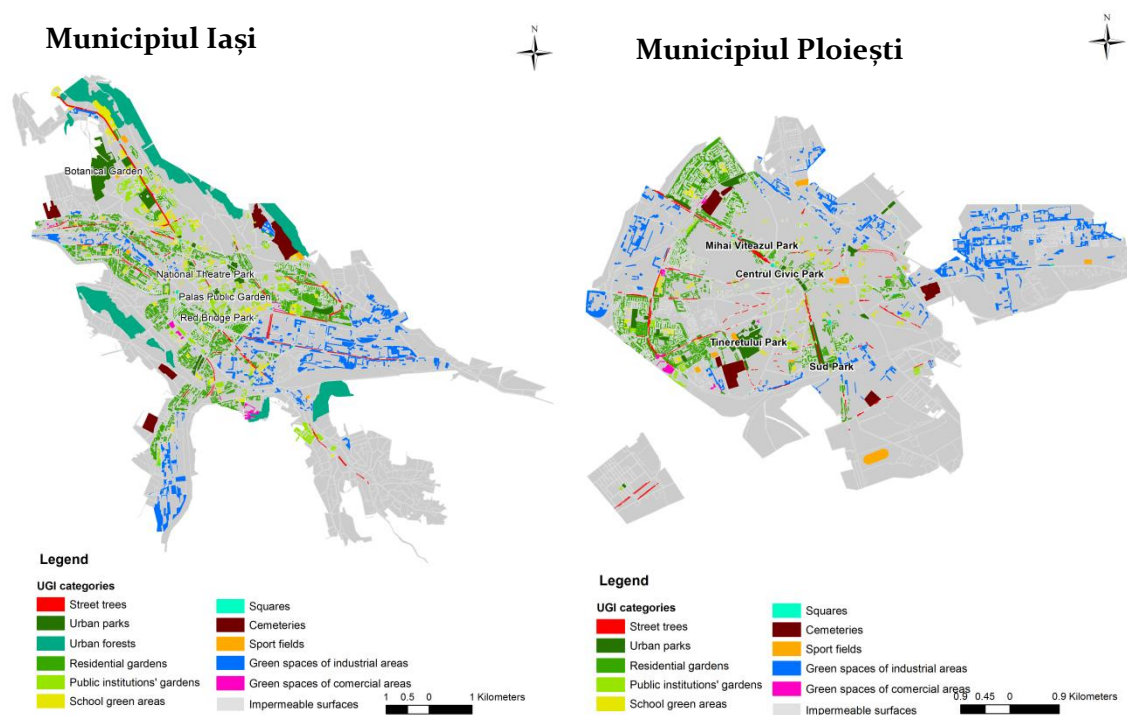 Municipiul Iași
N
Botanical Garden
National Theatre Park
Palas Public Garden
Red Bridge Park
Legend
UGI categories
Street trees
Urban parks
Urban forests
Residential gardens
Public institutions' gardens
School green areas
Squares
Cemeteries
Sport fields
Green spaces of industrial areas
Green spaces of comercial areas
Impermeable surfaces
1 0.5 0 1 Kilometers
Municipiul Ploiești
N
Mihai Viteazul Park
Centrul Civic Park
Tineretului Park
Sud Park
Legend
UGI categories
Street trees
Urban parks
Residential gardens
Public institutions' gardens
School green areas
Squares
Cemeteries
Sport fields
Green spaces of industrial areas
Green spaces of comercial areas
Impermeable surfaces
0.9 0.45 0 0.9 Kilometers